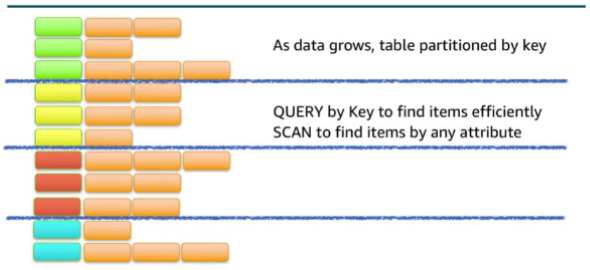 As data grows, table partitioned by key
QUERY by Key to find items efficiently
SCAN to find items by any attribute